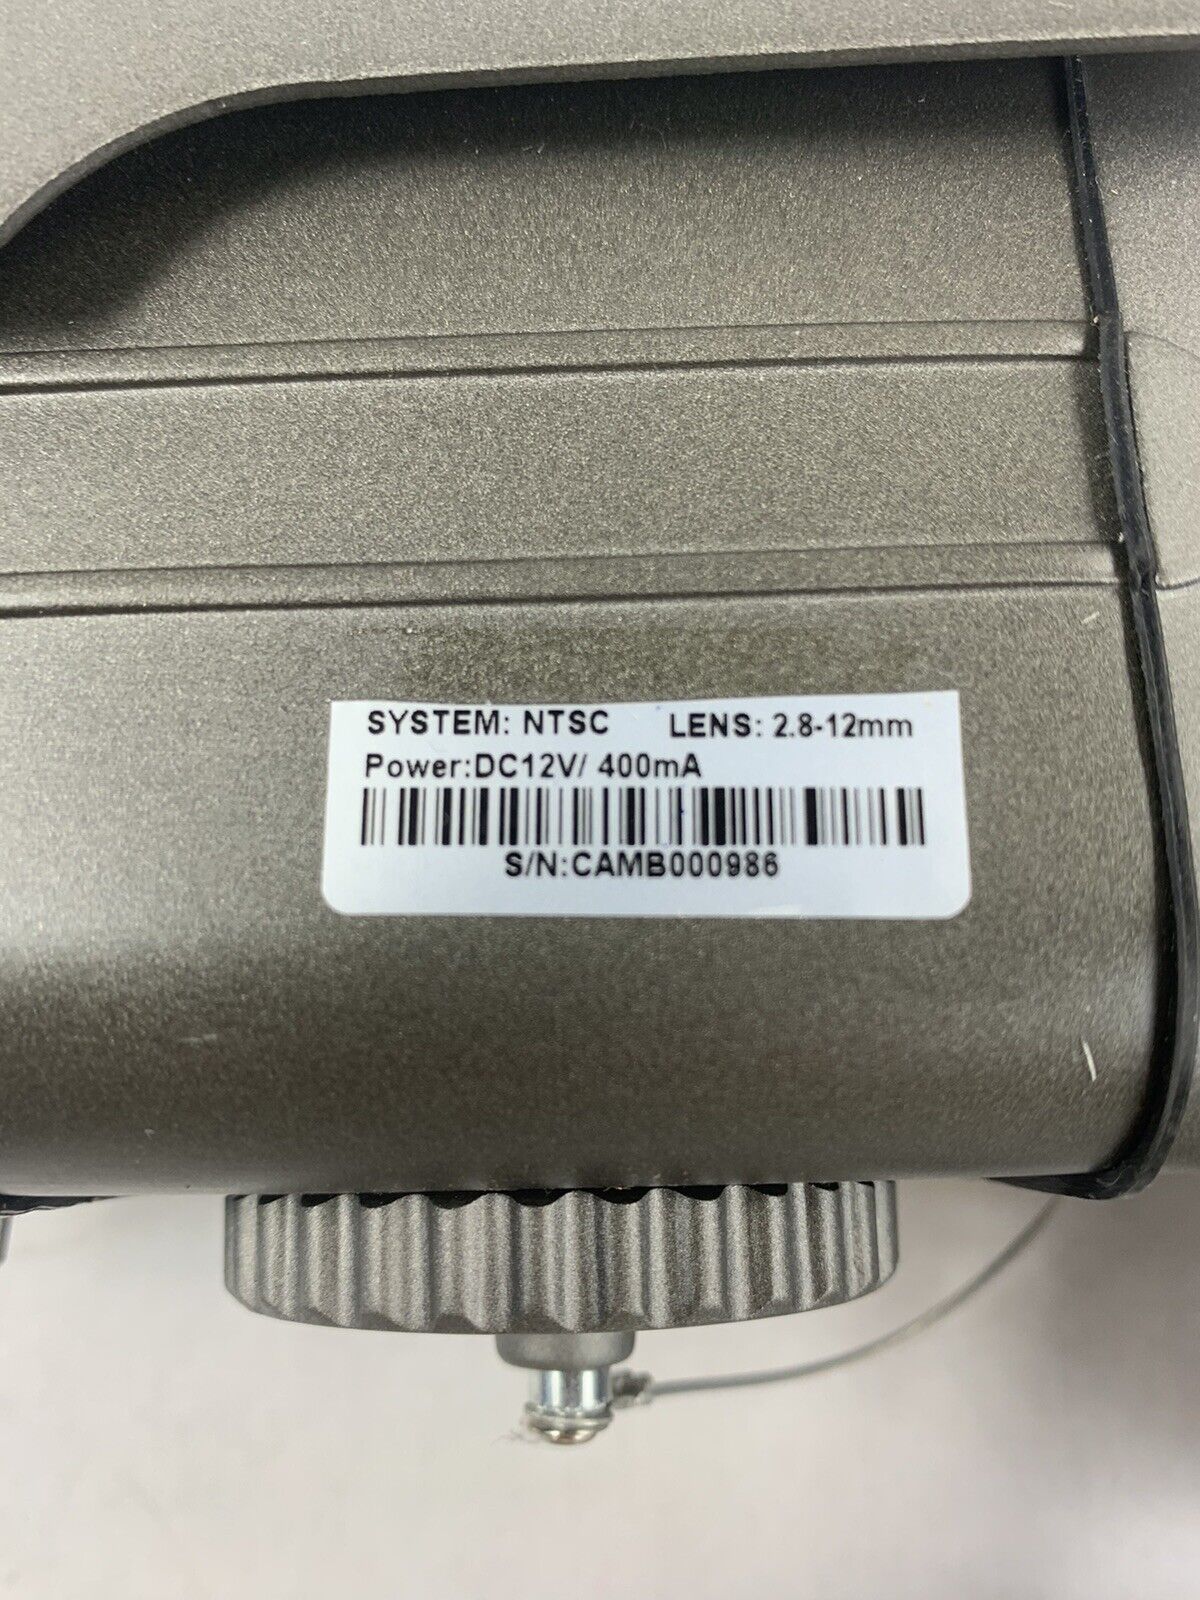 SYSTEM: NTSC LENS: 2.8-12mm
Power:DC12V/ 400mA
S/N:CAMB000986